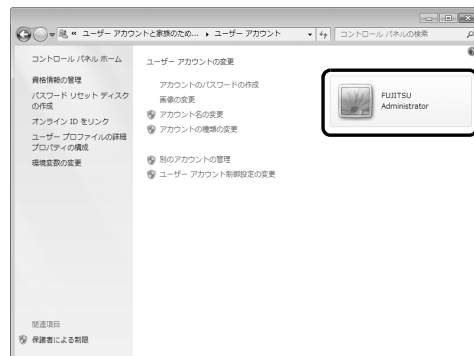 « ユーザー アカウントと家族のため... ▸ ユーザー アカウント
コントロール パネルの検索
コントロール パネル ホーム
資格情報の管理
パスワード リセット ディスク
の作成
オンライン ID をリンク
ユーザー プロファイルの詳細
プロパティの構成
環境変数の変更
関連項目
保護者による制限
ユーザー アカウントの変更
アカウントのパスワードの作成
画像の変更
アカウント名の変更
アカウントの種類の変更
別のアカウントの管理
ユーザー アカウント制御設定の変更
FUJITSU
Administrator